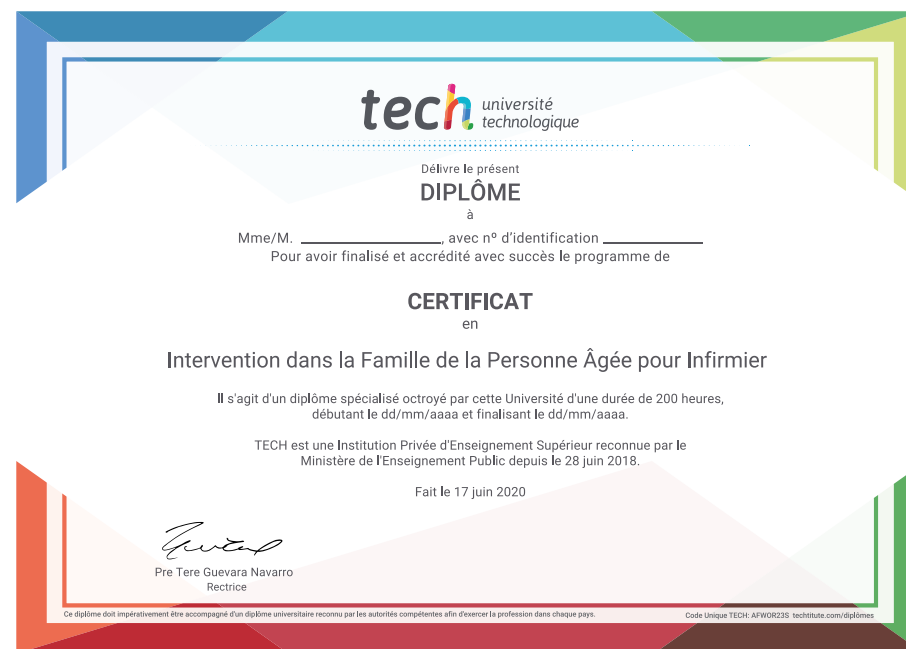 tech université
technologique
Délivre le présent
DIPLÔME
à
Mme/M. ____________________, avec nº d'identification ______________
Pour avoir finalisé et accrédité avec succès le programme de
CERTIFICAT
en
Intervention dans la Famille de la Personne Âgée pour Infirmier
Il s'agit d'un diplôme spécialisé octroyé par cette Université d'une durée de 200 heures,
débutant le dd/mm/aaaa et finalisant le dd/mm/aaaa.
TECH est une Institution Privée d'Enseignement Supérieur reconnue par le
Ministère de l'Enseignement Public depuis le 28 juin 2018.
Fait le 17 juin 2020
Pre Tere Guevara Navarro
Rectrice
Ce diplôme doit impérativement être accompagné d'un diplôme universitaire reconnu par les autorités compétentes afin d'exercer la profession dans chaque pays.
Code Unique TECH: AFWOR23S techtitute.com/diplômes